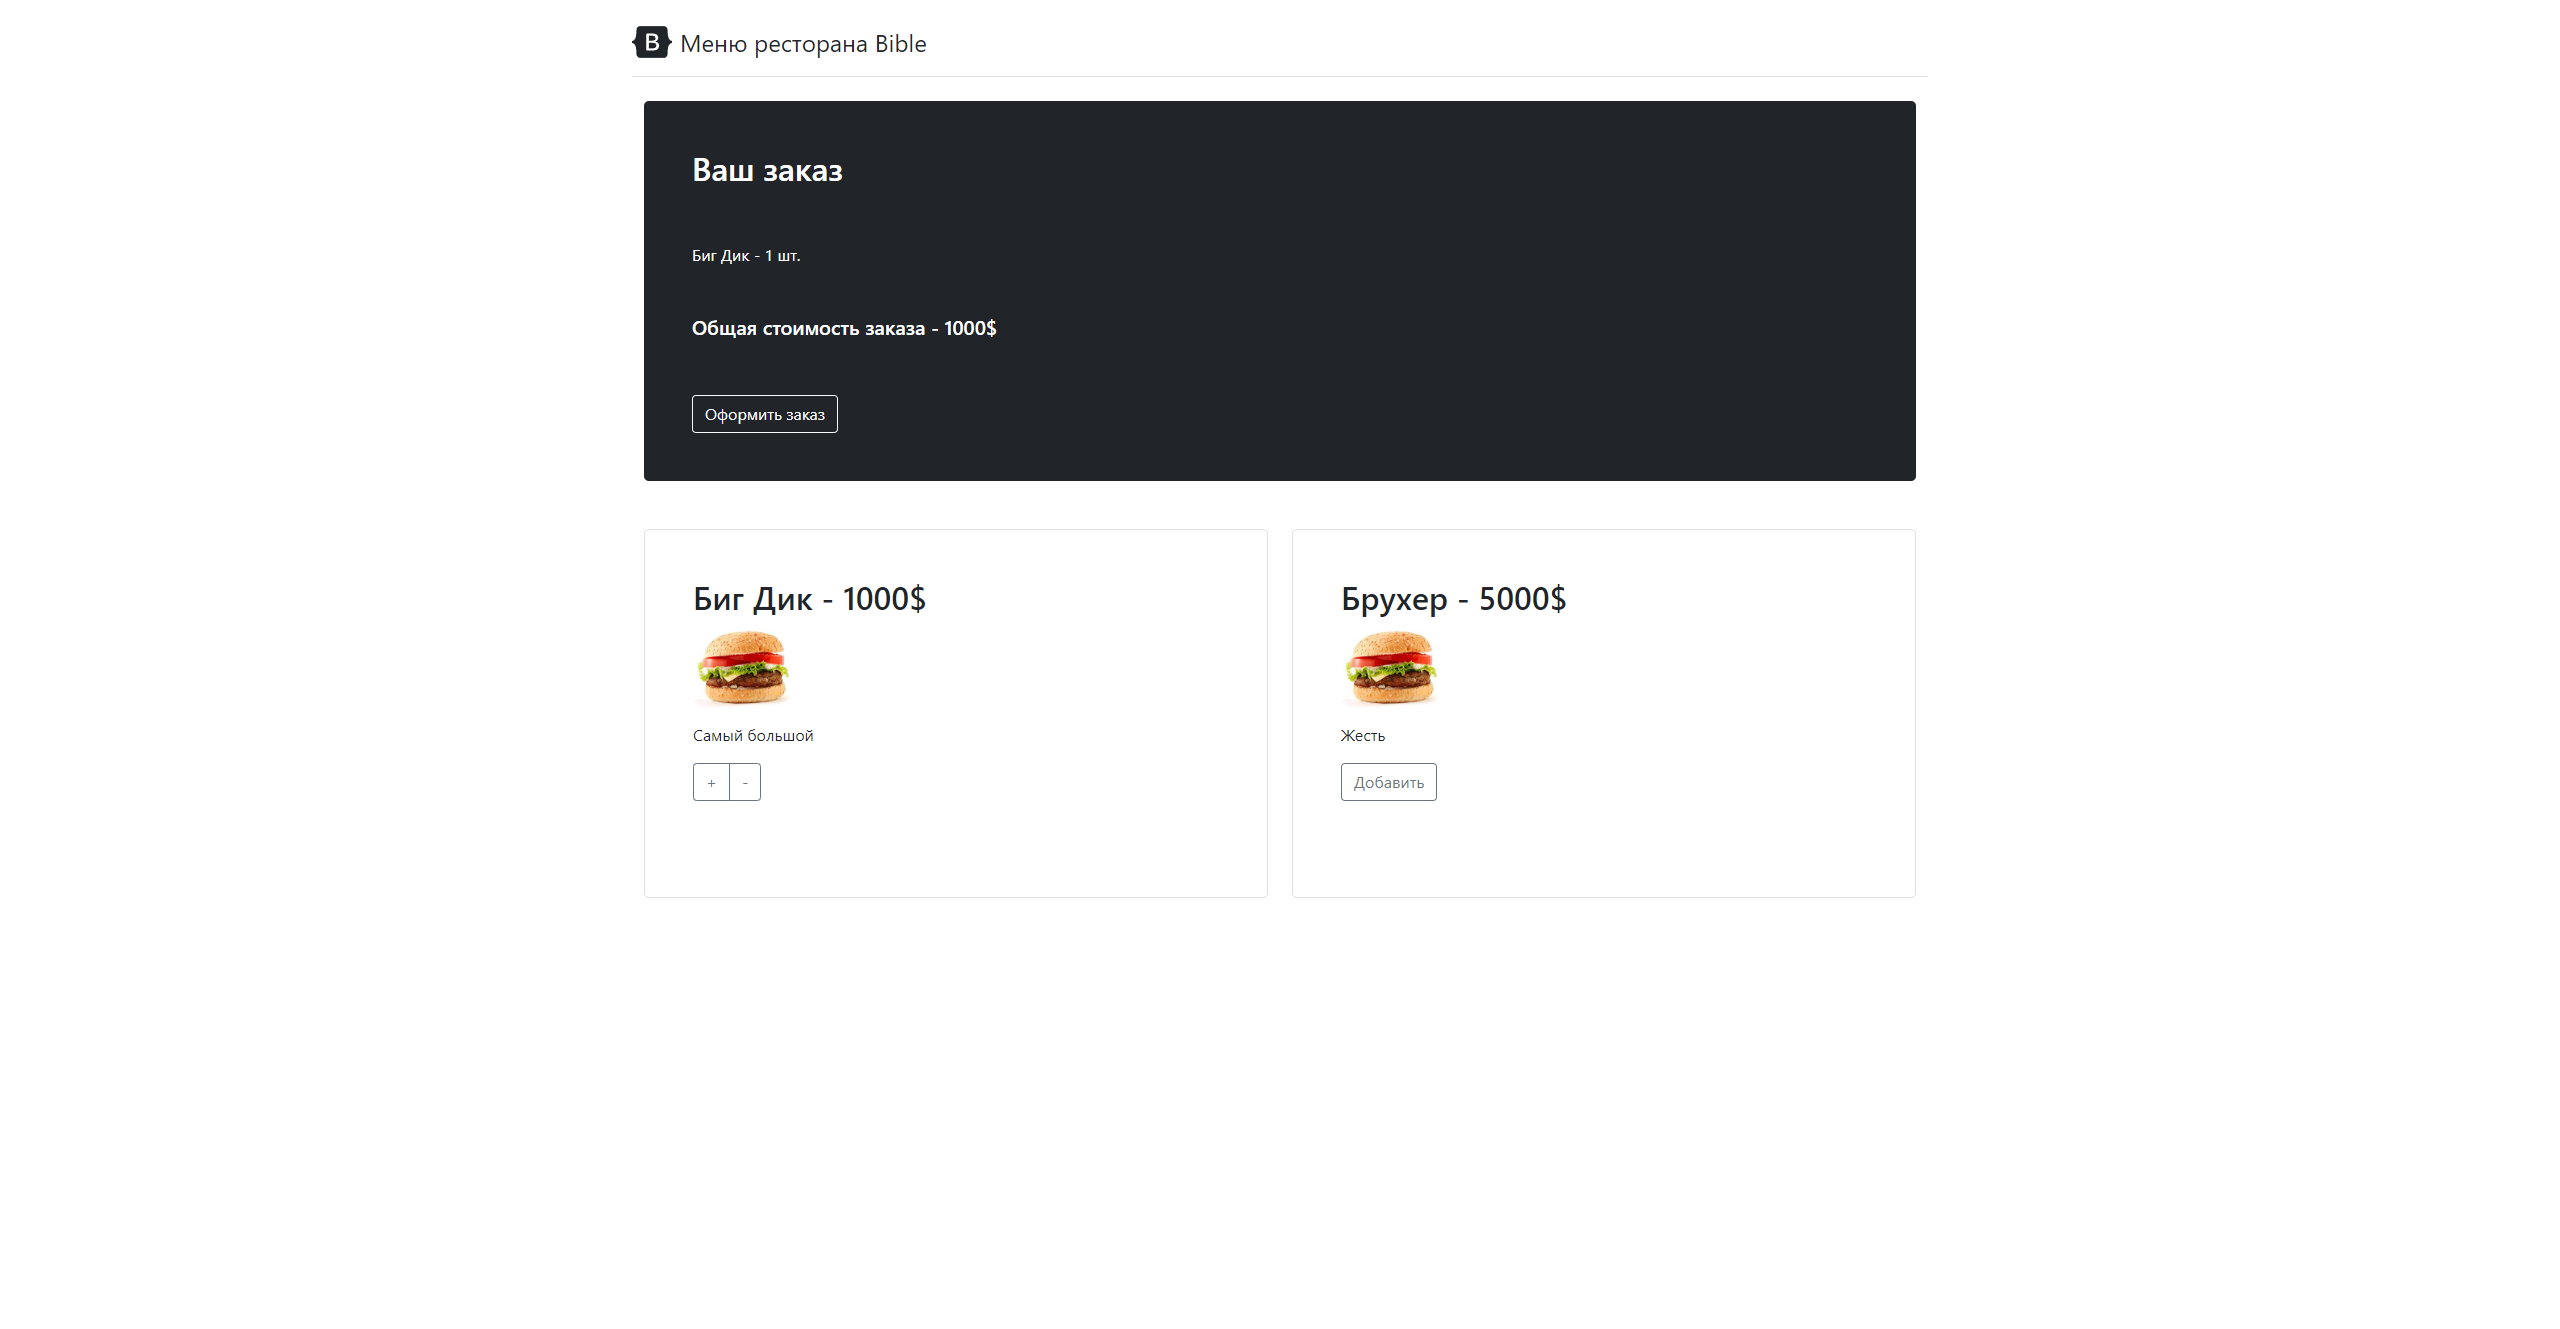 B Меню ресторана Bible
Ваш заказ
Биг Дик - 1 шт.
Общая стоимость заказа - 1000$
Оформить заказ
Биг Дик - 1000$
Самый большой
+ -
Брухер - 5000$
Жесть
Добавить